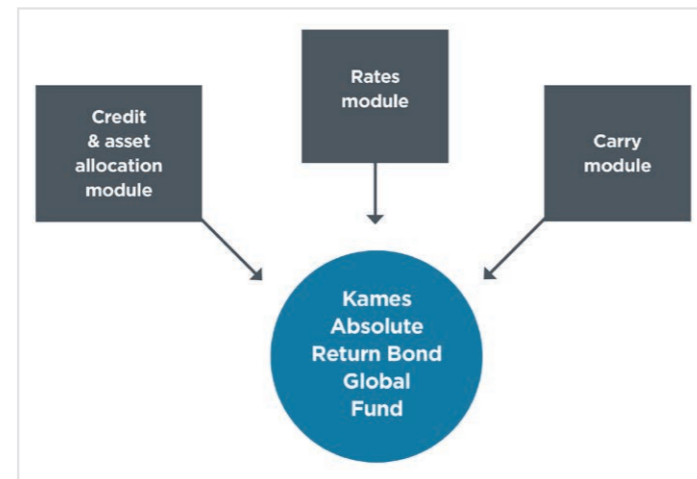 Credit
& asset
allocation
module
Rates
module
Carry
module
Kames
Absolute
Return Bond
Global
Fund